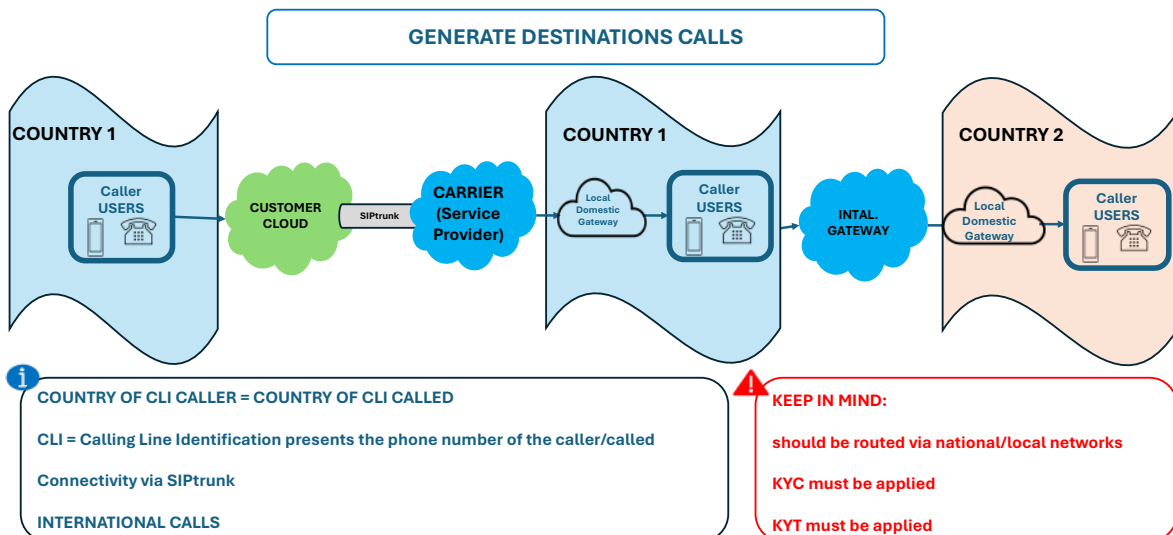 GENERATE DESTINATIONS CALLS
COUNTRY 1
Caller
USERS
CUSTOMER
CLOUD
SIPtrunk
CARRIER
(Service
Provider)
COUNTRY 1
Local
Domestic
Gateway
Caller
USERS
INTAL.
GATEWAY
COUNTRY 2
Local
Domestic
Gateway
Caller
USERS
i
COUNTRY OF CLI CALLER = COUNTRY OF CLI CALLED
CLI = Calling Line Identification presents the phone number of the caller/called
Connectivity via SIPtrunk
INTERNATIONAL CALLS
!
KEEP IN MIND:
should be routed via national/local networks
KYC must be applied
KYT must be applied